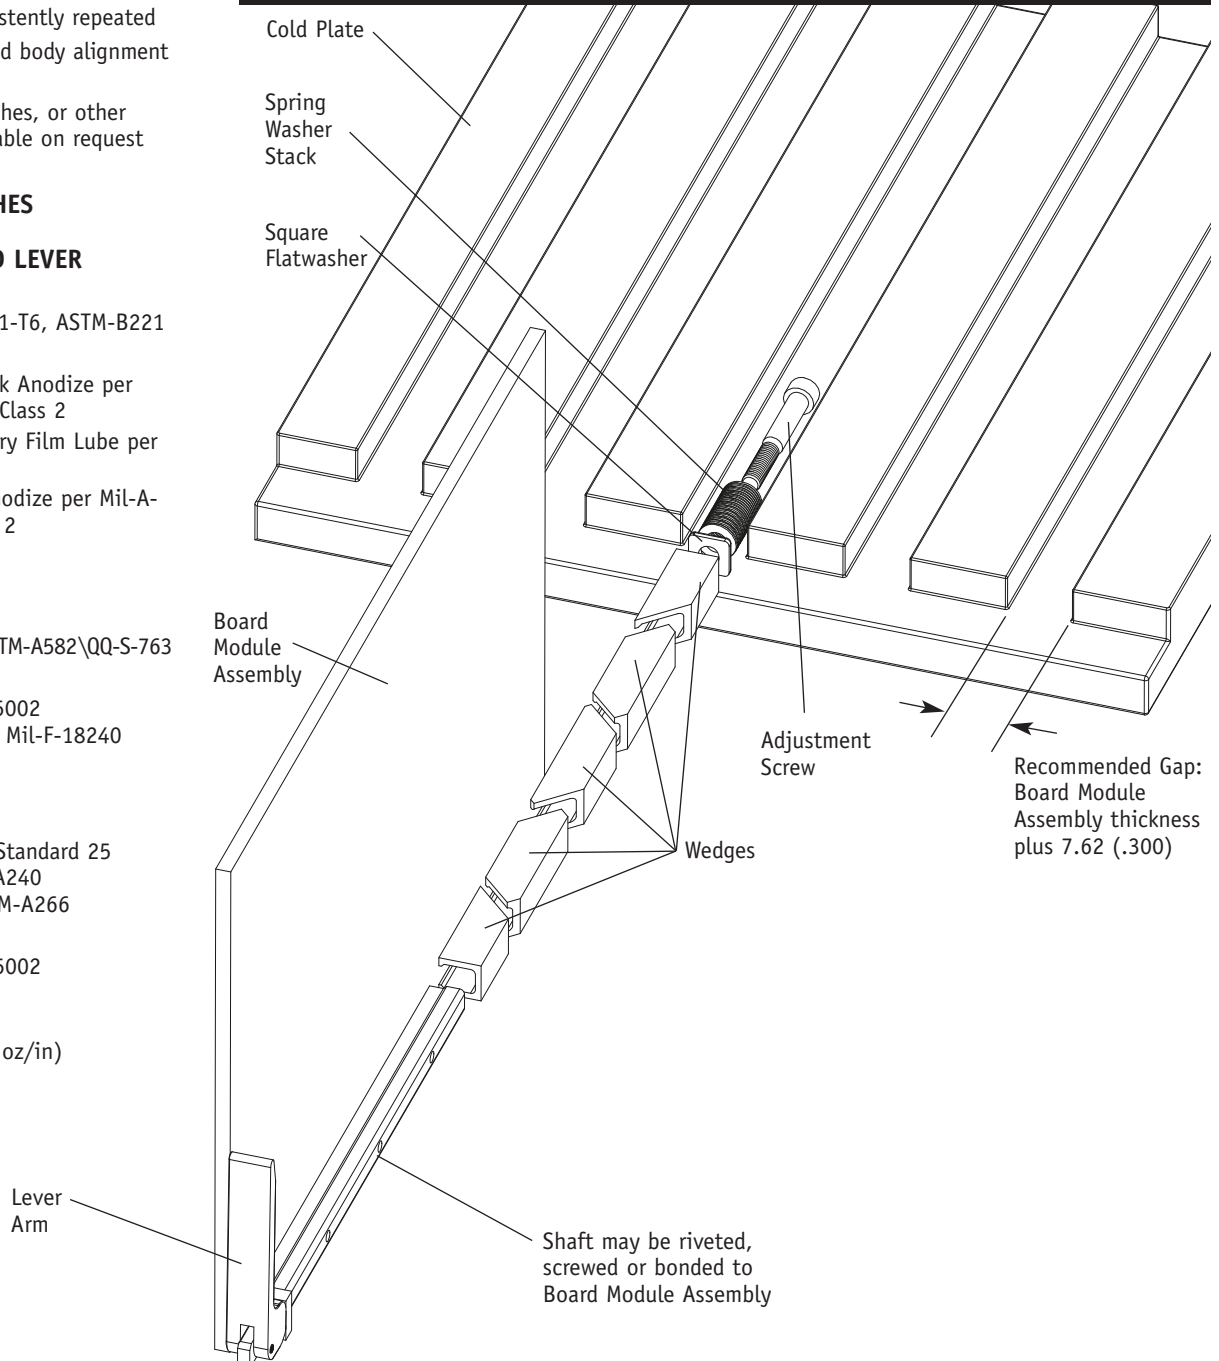 stently repeated
d body alignment
hes, or other
able on request
HES
LEVER
1-T6, ASTM-B221
k Anodize per
Class 2
ry Film Lube per
nodize per Mil-A-
2
TM-A582\QQ-S-763
5002
Mil-F-18240
Standard 25
A240
M-A266
5002
oz/in)
Cold Plate
Spring
Washer
Stack
Square
Flatwasher
Board
Module
Assembly
Adjustment
Screw
Recommended Gap:
Board Module
Assembly thickness
plus 7.62 (.300)
Wedges
Lever
Arm
Shaft may be riveted,
screwed or bonded to
Board Module Assembly